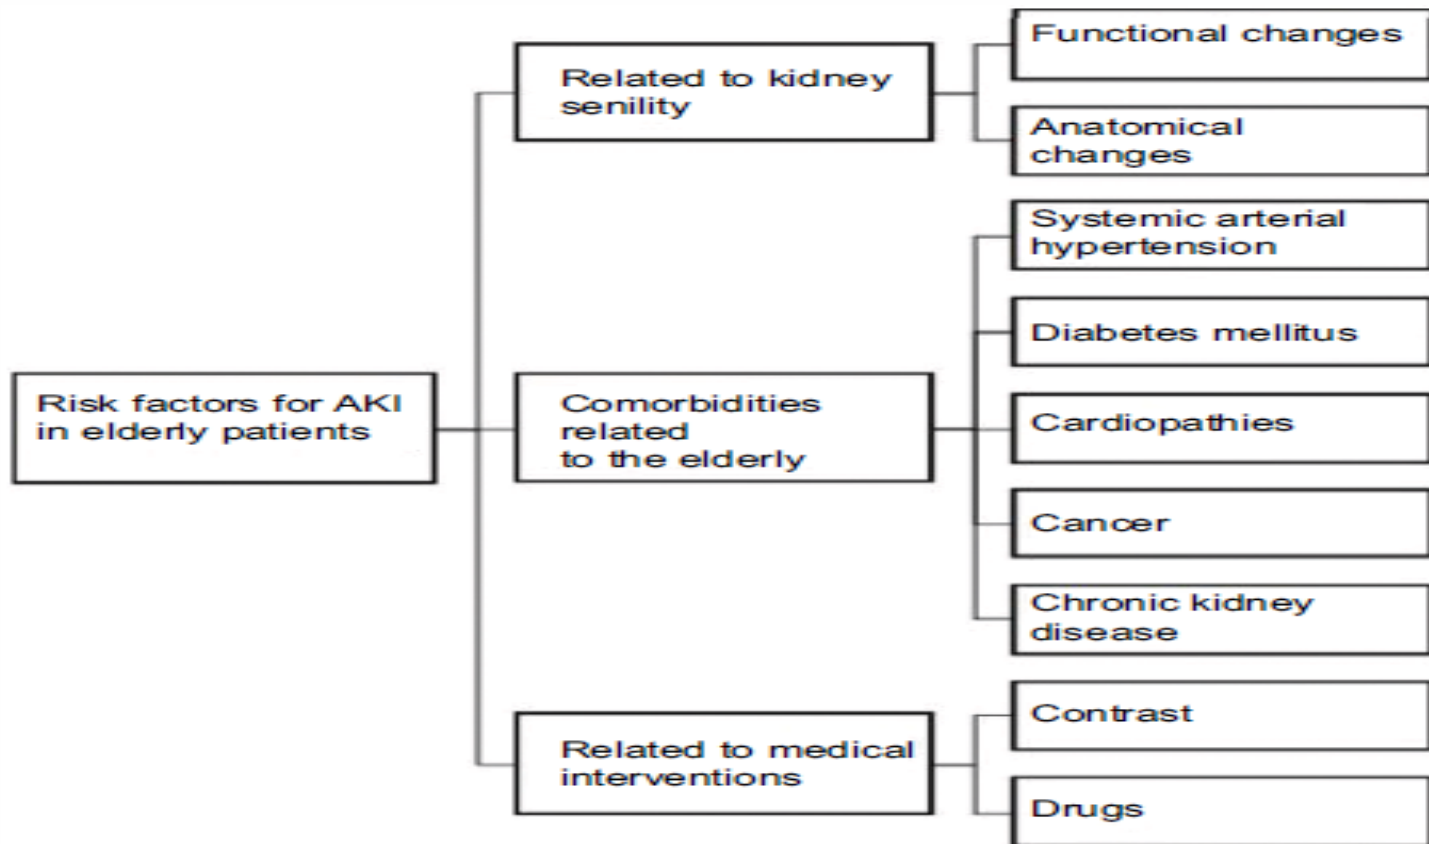 Risk factors for AKI
in elderly patients
Related to kidney
senility
Functional changes
Anatomical
changes
Comorbidities
related
to the elderly
Systemic arterial
hypertension
Diabetes mellitus
Cardiopathies
Cancer
Chronic kidney
disease
Related to medical
interventions
Contrast
Drugs